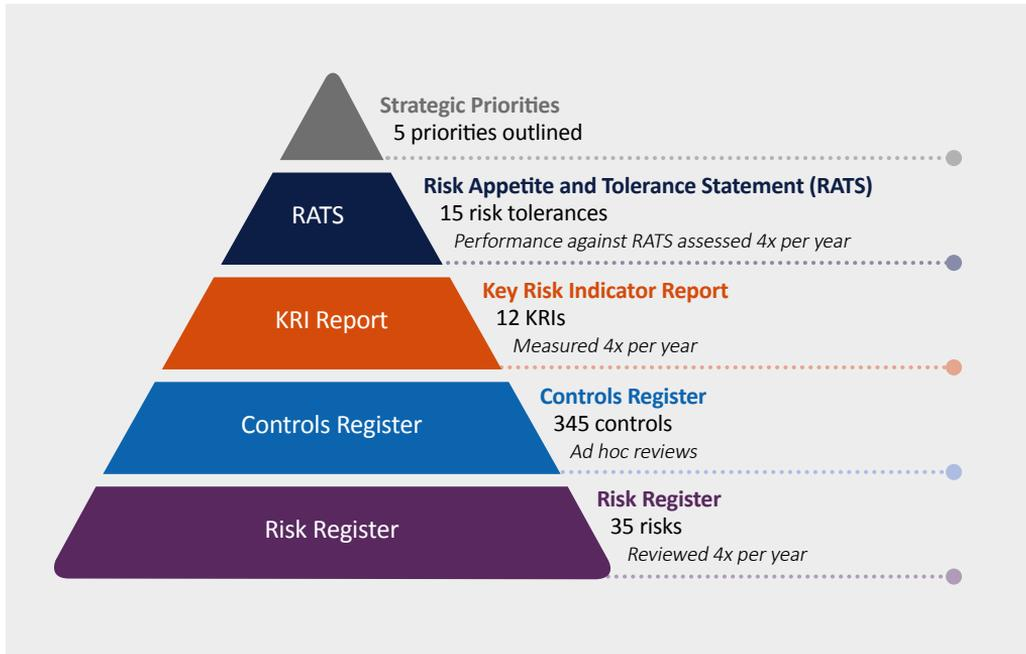 Strategic Priorities
5 priorities outlined
RATS
Risk Appetite and Tolerance Statement (RATS)
15 risk tolerances
Performance against RATS assessed 4x per year
KRI Report
Key Risk Indicator Report
12 KRIs
Measured 4x per year
Controls Register
Controls Register
345 controls
Ad hoc reviews
Risk Register
Risk Register
35 risks
Reviewed 4x per year